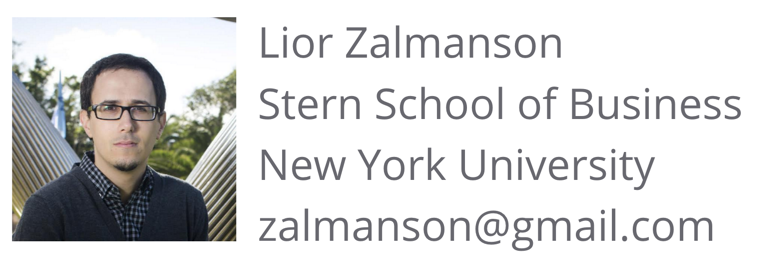 Lior Zalmanson
Stern School of Business
New York University
zalmanson@gmail.com